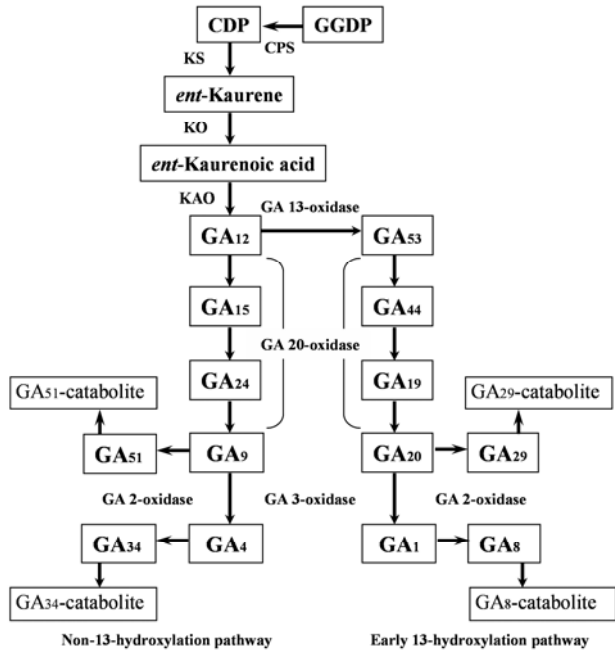 CDP GGDP
CPS
KS
ent-Kaurene
KO
ent-Kaurenoic acid
KAO
GA 13-oxidase
GA12 GA53
GA15 GA44
GA 20-oxidase
GA24 GA19
GA51-catabolite GA29-catabolite
GA51 GA9 GA20 GA29
GA 2-oxidase GA 3-oxidase GA 2-oxidase
GA34 GA4 GA1 GA8
GA34-catabolite GA8-catabolite
Non-13-hydroxylation pathway Early 13-hydroxylation pathway